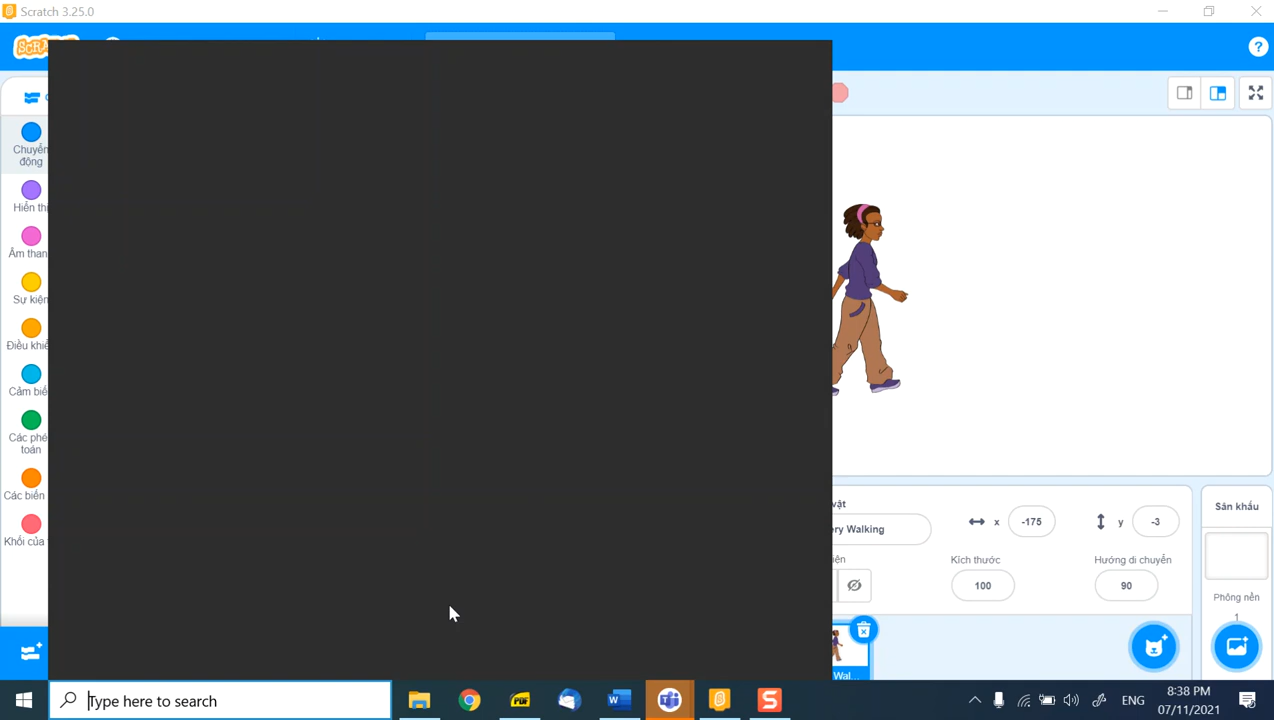 Scratch 3.25.0
Chuyển
động
Hiển thị
Âm than
Sự kiện
Điều khiể
Cảm biế
Các phé
toán
Các biến
Khối của
vật
ery Walking
x -175
y -3
iện
Kích thước
100
Hướng di chuyển
90
Sân khấu
Phông nền
1
Wal...
Type here to search
PDF
ENG
8:38 PM
07/11/2021